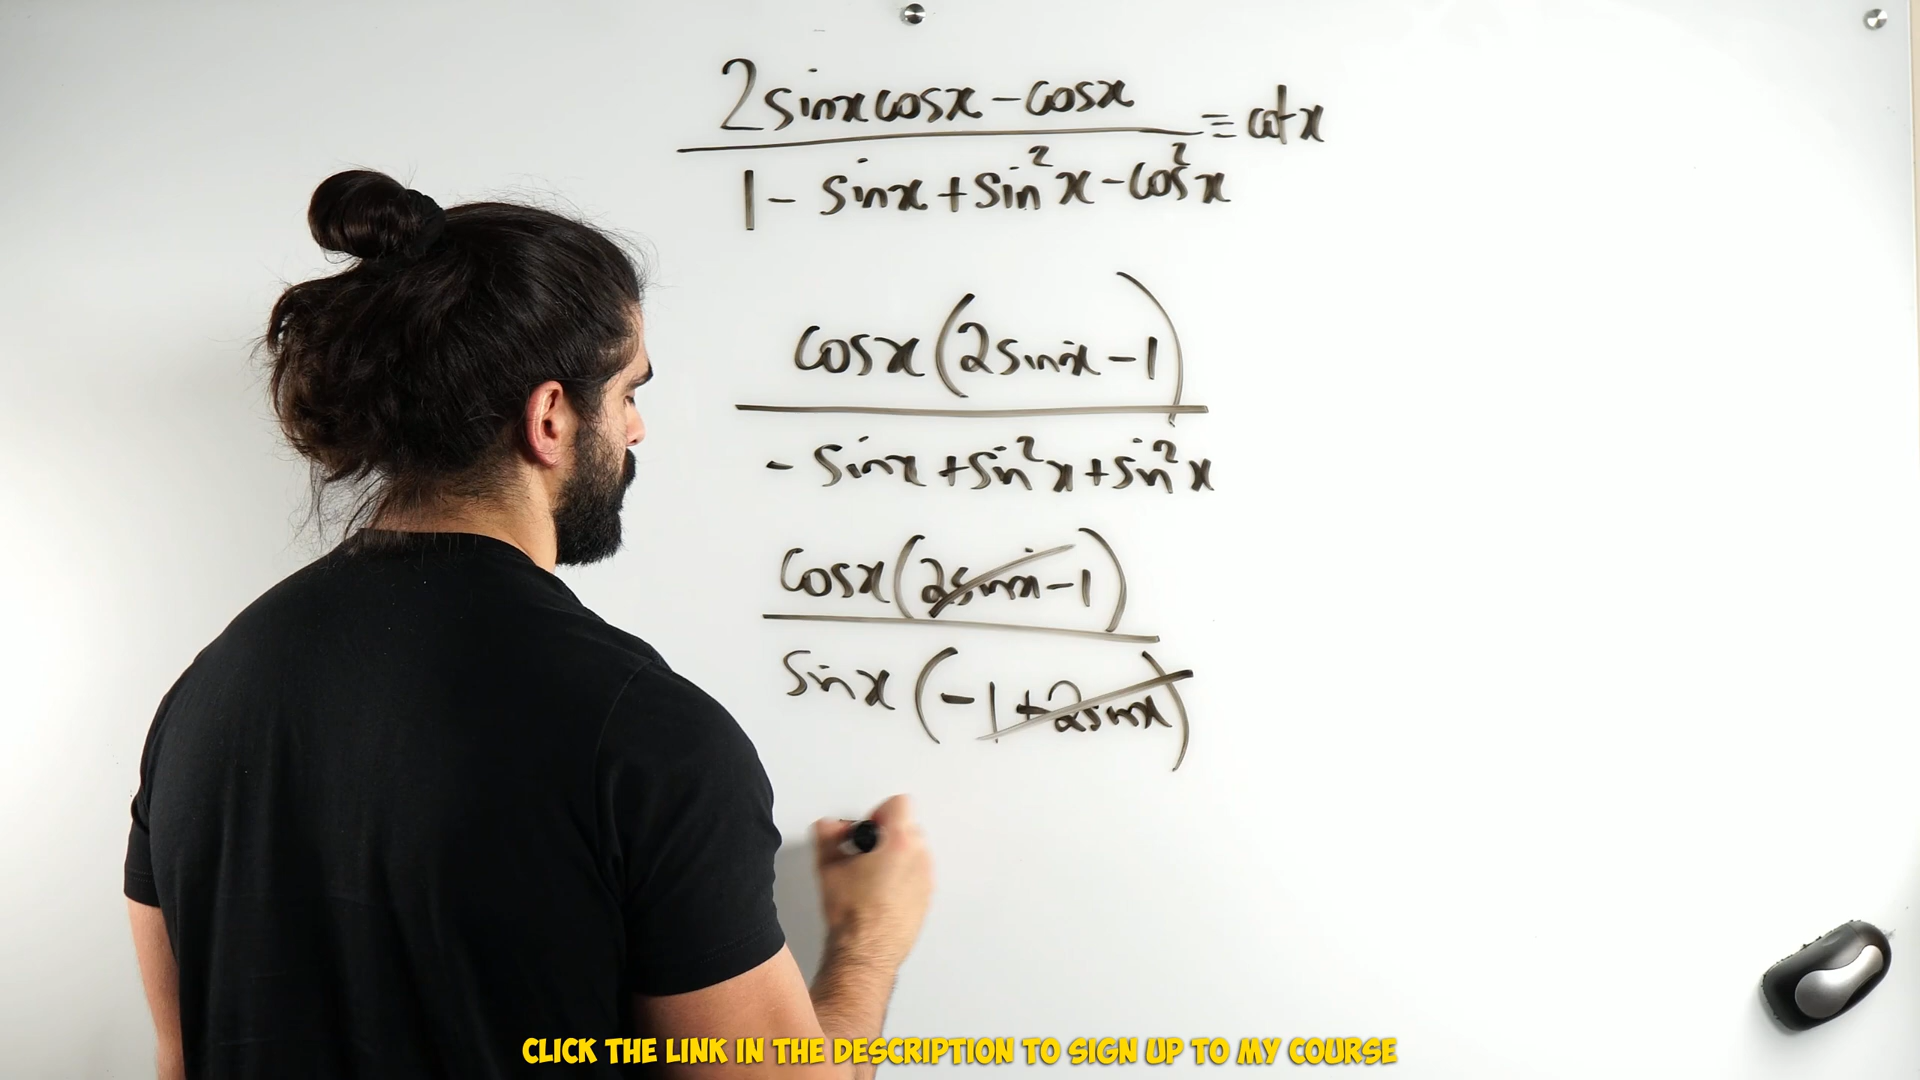 2sinxcosx - cosx
≡ cotx
1 - sinx + sin²x - cos²x
cosx(2sinx - 1)
- sinx + sin²x + sin²x
cosx(2sinx - 1)
sinx(-1 + 2sinx)
CLICK THE LINK IN THE DESCRIPTION TO SIGN UP TO MY COURSE